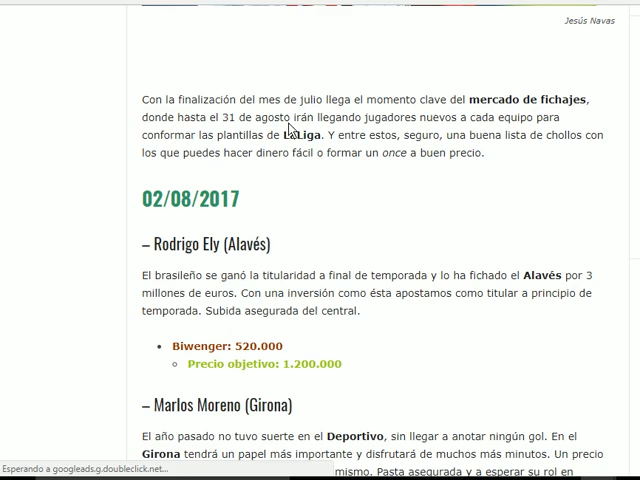 Jesús Navas
Con la finalización del mes de julio llega el momento clave del mercado de fichajes,
donde hasta el 31 de agosto irán llegando jugadores nuevos a cada equipo para
conformar las plantillas de LaLiga. Y entre estos, seguro, una buena lista de chollos con
los que puedes hacer dinero fácil o formar un once a buen precio.
02/08/2017
– Rodrigo Ely (Alavés)
El brasileño se ganó la titularidad a final de temporada y lo ha fichado el Alavés por 3
millones de euros. Con una inversión como ésta apostamos como titular a principio de
temporada. Subida asegurada del central.
• Biwenger: 520.000
○ Precio objetivo: 1.200.000
– Marlos Moreno (Girona)
El año pasado no tuvo suerte en el Deportivo, sin llegar a anotar ningún gol. En el
Girona tendrá un papel más importante y disfrutará de muchos más minutos. Un precio
mismo. Pasta asegurada y a esperar su rol en
Esperando a googleads.g.doubleclick.net...